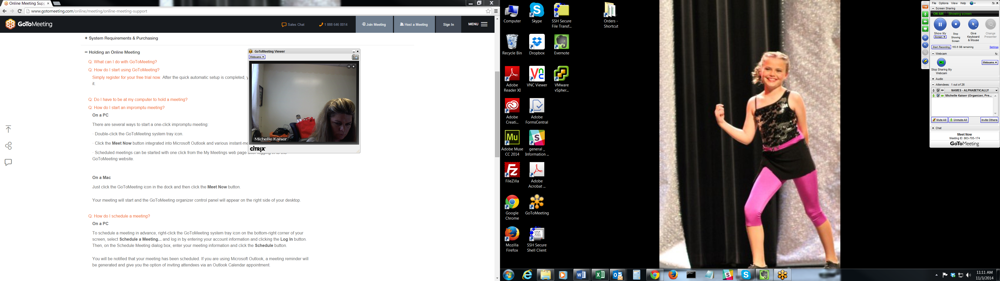 Online Meeting Supp
www.gotomeeting.com/online/meeting/online-meeting-support
GoToMeeting
Sales Chat
1 888 646 0014
Join Meeting
Host a Meeting
Sign In
MENU
+ System Requirements & Purchasing
− Holding an Online Meeting
Q: What can I do with GoToMeeting?
Q: How do I start using GoToMeeting?
Simply register for your free trial now. After the quick automatic setup is completed, y
it.
Q: Do I have to be at my computer to hold a meeting?
Q: How do I start an impromptu meeting?
On a PC
There are several ways to start a one-click impromptu meeting:
· Double-click the GoToMeeting system tray icon.
· Click the Meet Now button integrated into Microsoft Outlook and various instant-me
· Scheduled meetings can be started with one click from the My Meetings web page after logging in to the
GoToMeeting website.
On a Mac
Just click the GoToMeeting icon in the dock and then click the Meet Now button.
Your meeting will start and the GoToMeeting organizer control panel will appear on the right side of your desktop.
Q: How do I schedule a meeting?
On a PC
To schedule a meeting in advance, right-click the GoToMeeting system tray icon on the bottom-right corner of your
screen, select Schedule a Meeting... and log in by entering your account information and clicking the Log In button.
Then, on the Schedule Meeting dialog box, enter your meeting information and click the Schedule button.
You will be notified that your meeting has been scheduled. If you are using Microsoft Outlook, a meeting reminder will
be generated and give you the option of inviting attendees via an Outlook Calendar appointment.
GoToMeeting Viewer
Webcams
Michelle Kaiser
CITRIX
Computer
Skype
SSH Secure
File Transf...
Orders -
Shortcut
Recycle Bin
Dropbox
Evernote
Adobe
Reader XI
VNC Viewer
VMware
vSpher...
Adobe
Creati...
Adobe
FormsCentral
Mu
Adobe Muse
CC 2014
general _
Information ...
FileZilla
Adobe
Acrobat ...
Google
Chrome
GoToMeeting
Mozilla
Firefox
SSH Secure
Shell Client
File Options View Help
− Screen Sharing
ON AIR Showing screen
Show My
Screen
Stop
Showing
Screen
Give
Keyboard
& Mouse
Change
Presenter
Start Recording 163.6 GB remaining Settings
− Webcam
Stop Sharing My
Webcam
Webcams
+ Audio
− Attendees: 1 out of 26
NAMES - ALPHABETICALLY
Michelle Kaiser (Organizer, Pre...
Mute All
Unmute All
Invite Others
+ Chat
Meet Now
Meeting ID: 863-705-174
GoToMeeting
11:11 AM
11/3/2014